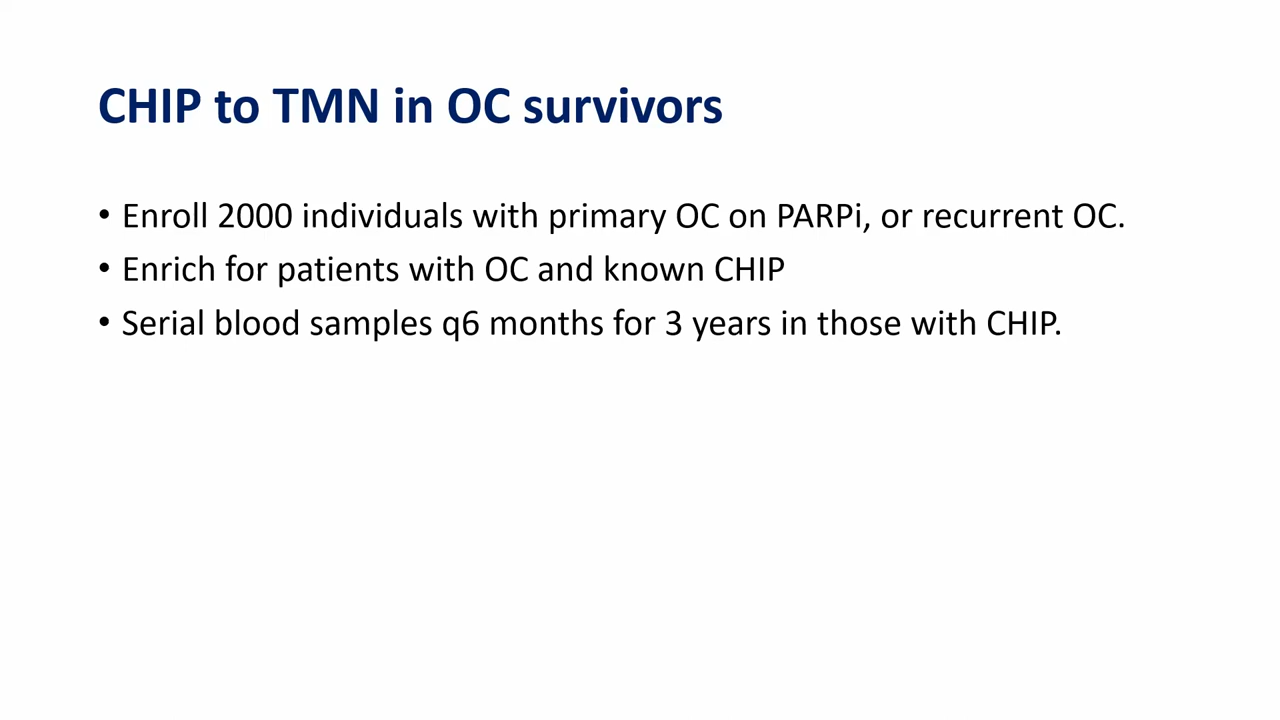 CHIP to TMN in OC survivors
• Enroll 2000 individuals with primary OC on PARPi, or recurrent OC.
• Enrich for patients with OC and known CHIP
• Serial blood samples q6 months for 3 years in those with CHIP.